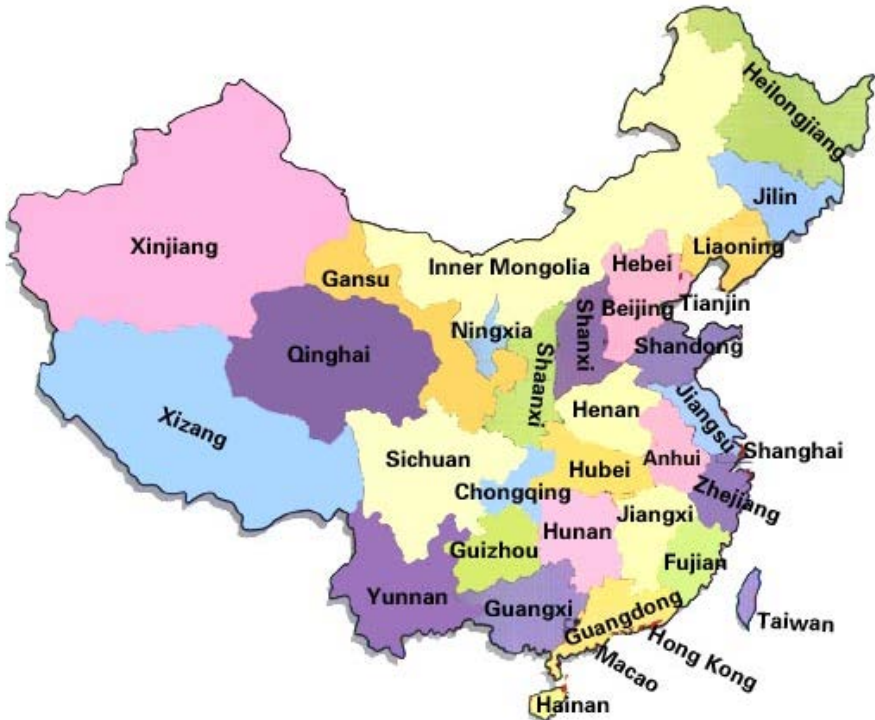 Heilongjiang
Jilin
Liaoning
Xinjiang
Gansu
Inner Mongolia
Hebei
Beijing
Tianjin
Ningxia
Shaanxi
Shanxi
Shandong
Qinghai
Xizang
Sichuan
Henan
Jiangsu
Shanghai
Anhui
Hubei
Chongqing
Zhejiang
Jiangxi
Hunan
Guizhou
Fujian
Yunnan
Guangxi
Guangdong
Taiwan
Hong Kong
Macao
Hainan